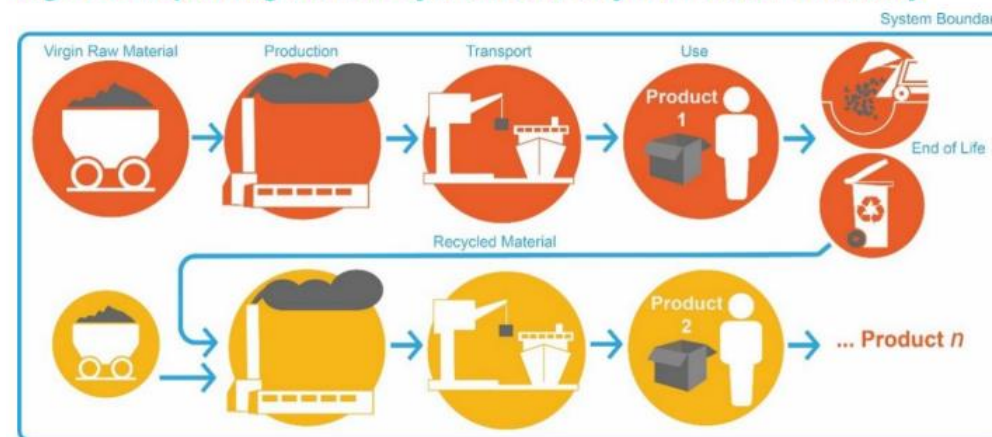 System Boundar
Virgin Raw Material
Production
Transport
Use
Product
1
End of Life
Recycled Material
Product
2
... Product n